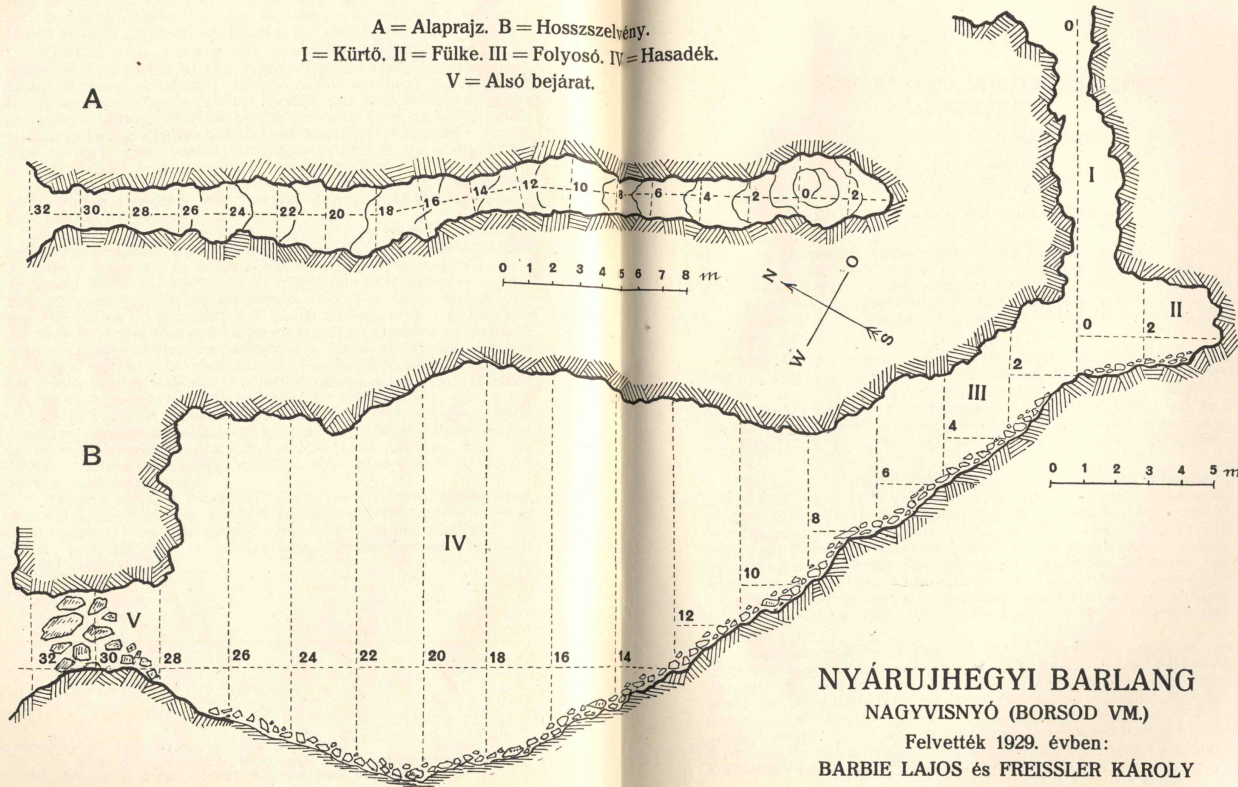 A = Alaprajz. B = Hosszszelvény.
I = Kürtő. II = Fülke. III = Folyosó. IV = Hasadék.
V = Alsó bejárat.
A
32 30 28 26 24 22 20 18 16 14 12 10 8 6 4 2 0 2
0 1 2 3 4 5 6 7 8 m
N O
W S
B
0
I
II
0 2
2
III
4
6
8
10
12
0 1 2 3 4 5 m
IV
V
32 30 28 26 24 22 20 18 16 14
NYÁRUJHEGYI BARLANG
NAGYVISNYÓ (BORSOD VM.)
Felvették 1929. évben:
BARBIE LAJOS és FREISSLER KÁROLY